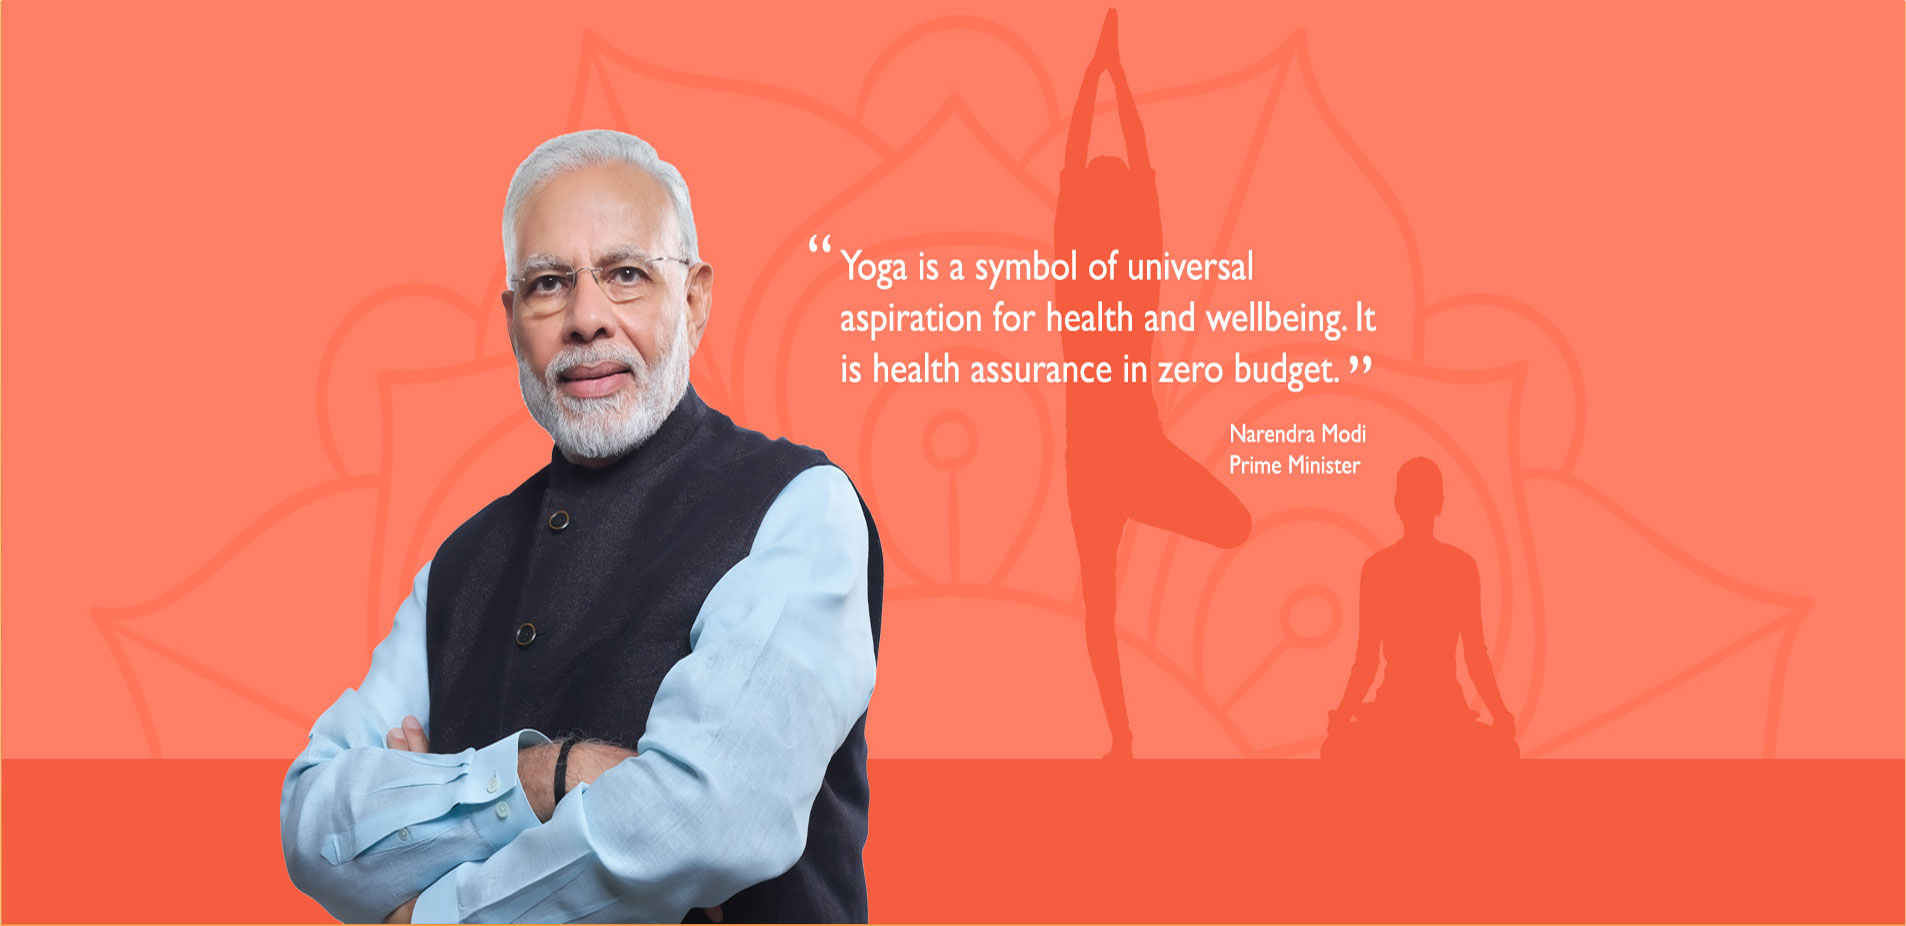 “ Yoga is a symbol of universal
aspiration for health and wellbeing. It
is health assurance in zero budget. ”
Narendra Modi
Prime Minister